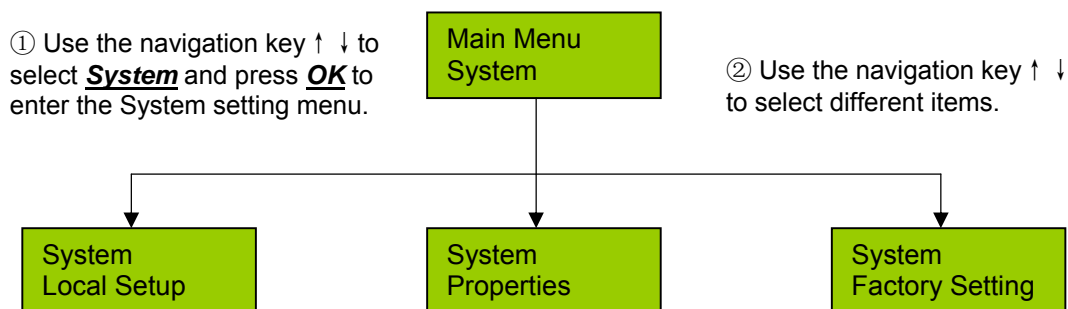 ① Use the navigation key ↑ ↓ to
select System and press OK to
enter the System setting menu.
Main Menu
System
② Use the navigation key ↑ ↓
to select different items.
System
Local Setup
System
Properties
System
Factory Setting